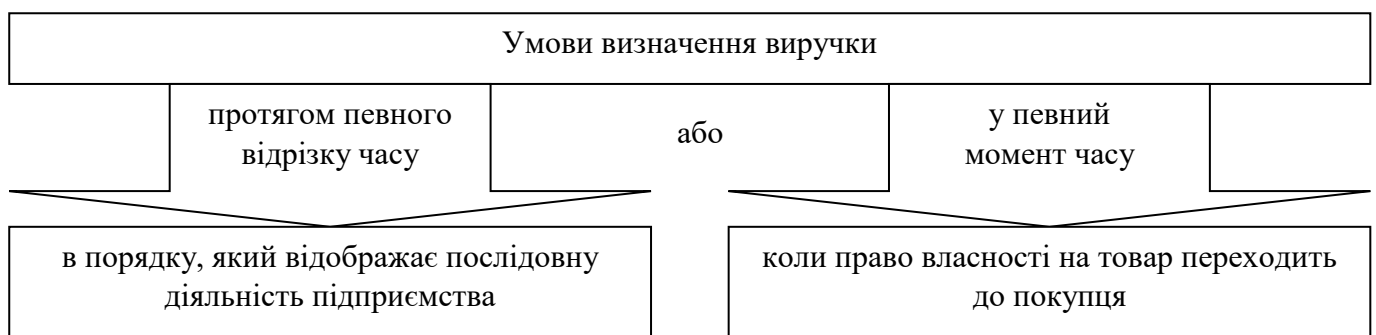 Умови визначення виручки
протягом певного
відрізку часу
або
у певний
момент часу
в порядку, який відображає послідовну
діяльність підприємства
коли право власності на товар переходить
до покупця